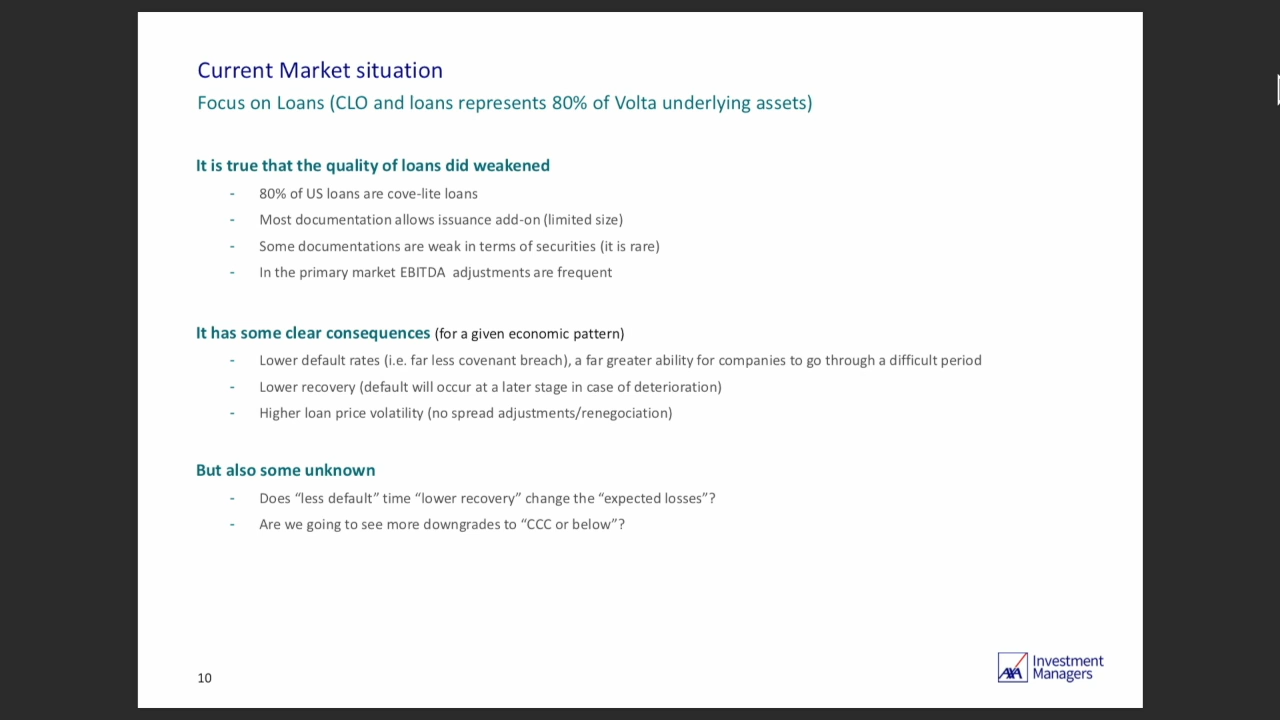 Current Market situation
Focus on Loans (CLO and loans represents 80% of Volta underlying assets)
It is true that the quality of loans did weakened
- 80% of US loans are cove-lite loans
- Most documentation allows issuance add-on (limited size)
- Some documentations are weak in terms of securities (it is rare)
- In the primary market EBITDA adjustments are frequent
It has some clear consequences (for a given economic pattern)
- Lower default rates (i.e. far less covenant breach), a far greater ability for companies to go through a difficult period
- Lower recovery (default will occur at a later stage in case of deterioration)
- Higher loan price volatility (no spread adjustments/renegociation)
But also some unknown
- Does “less default” time “lower recovery” change the “expected losses”?
- Are we going to see more downgrades to “CCC or below”?
10
AXA
Investment
Managers